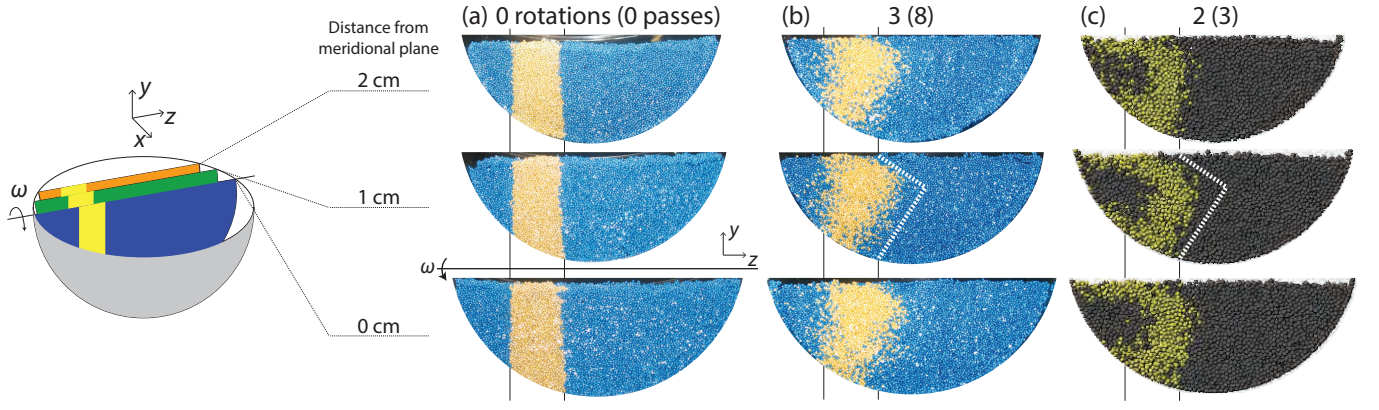 (a) 0 rotations (0 passes)
(b) 3 (8)
(c) 2 (3)
Distance from
meridional plane
2 cm
1 cm
0 cm
y
z
x
ω
y
z
ω